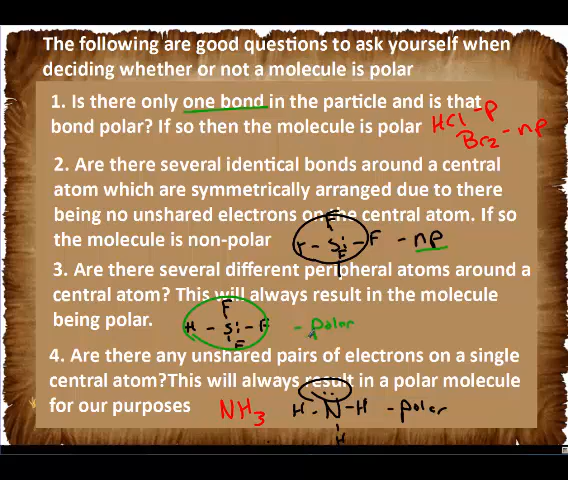 The following are good questions to ask yourself when
deciding whether or not a molecule is polar
1. Is there only one bond in the particle and is that
bond polar? If so then the molecule is polar
HCl - p
Br2 - np
2. Are there several identical bonds around a central
atom which are symmetrically arranged due to there
being no unshared electrons on the central atom. If so
the molecule is non-polar
F
- Si - F - np
F
3. Are there several different peripheral atoms around a
central atom? This will always result in the molecule
being polar.
F
H - Si - F - polar
F
4. Are there any unshared pairs of electrons on a single
central atom?This will always result in a polar molecule
for our purposes
NH3
H - N - H - polar
H